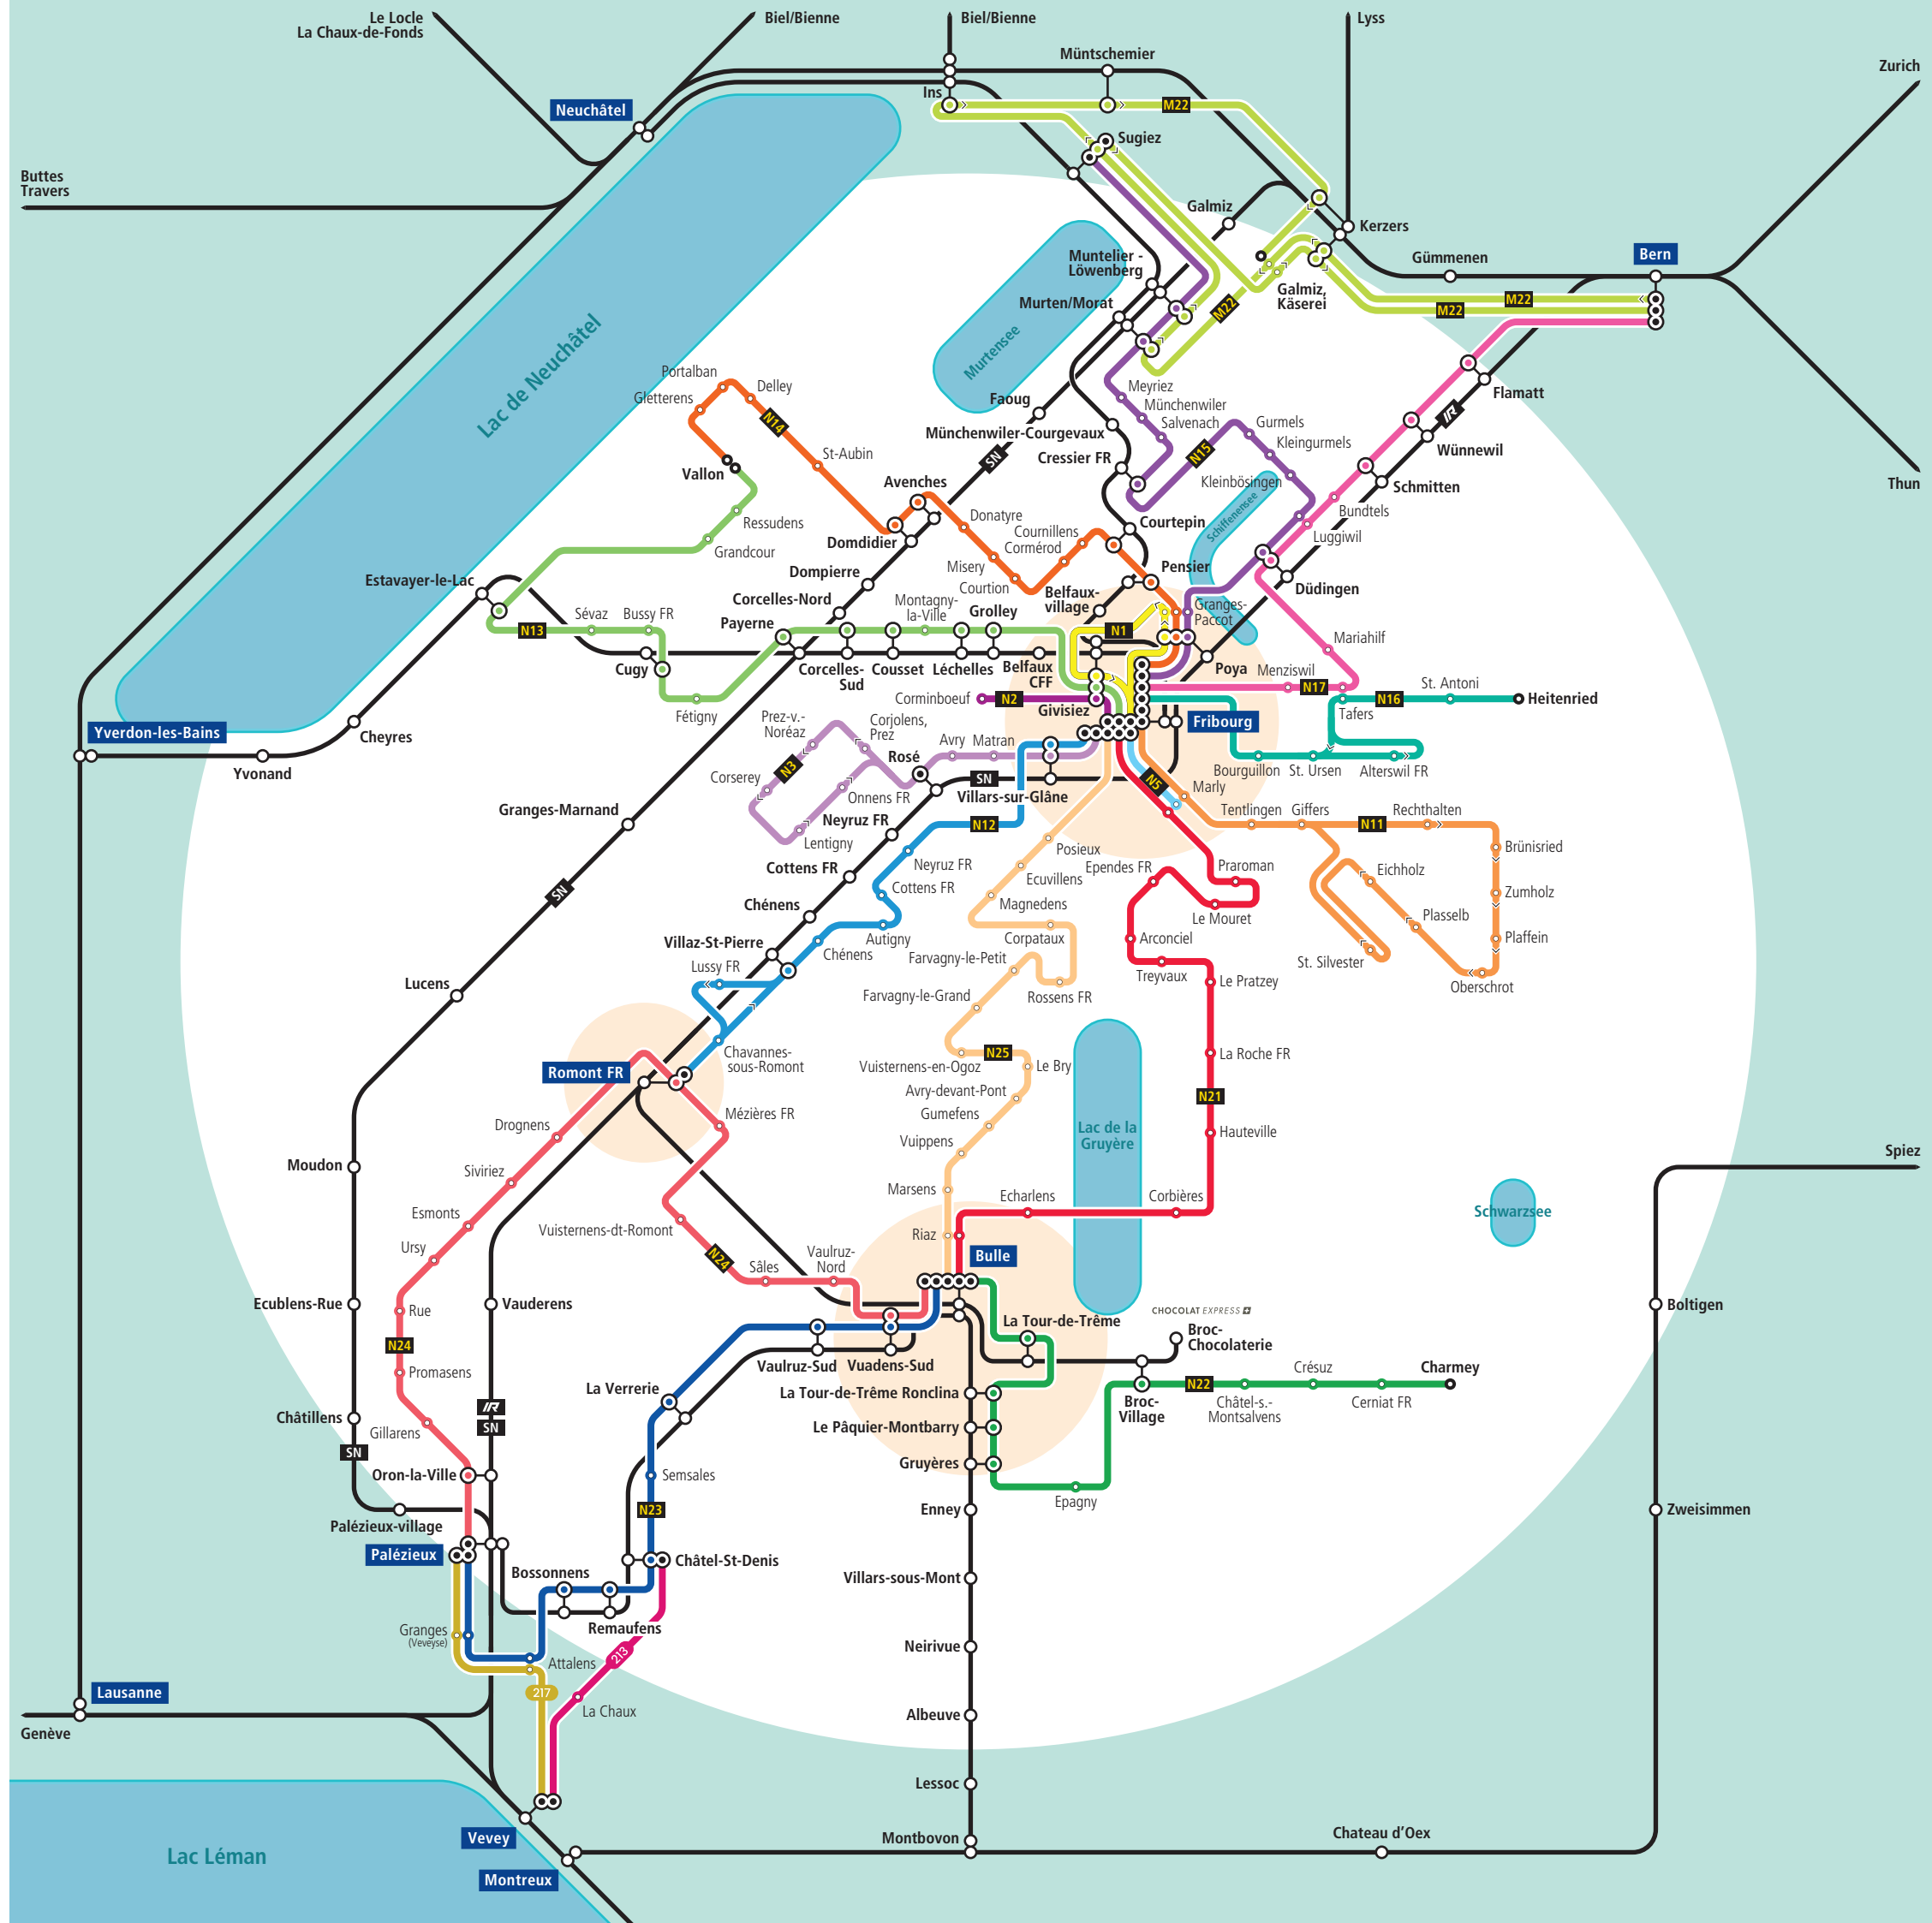 Le Locle
La Chaux-de-Fonds
Biel/Bienne
Biel/Bienne
Lyss
Müntschemier
Zurich
Ins
M22
Neuchâtel
Sugiez
Buttes
Travers
Galmiz
Kerzers
Gümmenen
Bern
Muntelier -
Löwenberg
Galmiz,
Käserei
M22
M22
M22
Murten/Morat
Murtensee
Lac de Neuchâtel
Portalban
Delley
Gletterens
N14
Meyriez
Münchenwiler
Salvenach
Faoug
Flamatt
IR
Münchenwiler-Courgevaux
Gurmels
Kleingurmels
Wünnewil
St-Aubin
SN
Cressier FR
N15
Vallon
Avenches
Kleinbösingen
Schmitten
Thun
Ressudens
Donatyre
Cournillens
Cormérod
Courtepin
Schiffenensee
Bundtels
Luggiwil
Grandcour
Domdidier
Misery
Courtion
Pensier
Estavayer-le-Lac
Dompierre
Belfaux-
village
Düdingen
Corcelles-Nord
Montagny-
la-Ville
Grolley
Granges-
Paccot
Sévaz
Bussy FR
Payerne
N13
N1
Mariahilf
Cugy
Corcelles-
Sud
Cousset
Léchelles
Belfaux
CFF
Poya
Menziswil
N17
St. Antoni
Corminboeuf
N2
N16
Heitenried
Fétigny
Givisiez
Tafers
Prez-v.-
Noréaz
Corjolens,
Prez
Fribourg
Yverdon-les-Bains
Cheyres
Avry
Matran
Rosé
Yvonand
Corserey
N3
SN
Villars-sur-Glâne
N5
Bourguillon
St. Ursen
Alterswil FR
Onnens FR
Marly
Granges-Marnand
Neyruz FR
N12
Tentlingen
Giffers
Rechthalten
N11
Lentigny
Posieux
Brünisried
Cottens FR
Neyruz FR
Ecuvillens
Ependes FR
Praroman
Eichholz
SN
Cottens FR
Magnedens
Zumholz
Chénens
Le Mouret
Plasselb
Autigny
Corpataux
Arconciel
Plaffein
Villaz-St-Pierre
Chénens
Farvagny-le-Petit
St. Silvester
Lussy FR
Treyvaux
Le Pratzey
Oberschrot
Lucens
Farvagny-le-Grand
Rossens FR
Chavannes-
sous-Romont
N25
La Roche FR
Romont FR
Vuisternens-en-Ogoz
Le Bry
Avry-devant-Pont
N21
Drognens
Mézières FR
Gumefens
Lac de la
Gruyère
Hauteville
Vuippens
Spiez
Moudon
Siviriez
Marsens
Echarlens
Corbières
Schwarzsee
Esmonts
Vuisternens-dt-Romont
Riaz
Ursy
N24
Sâles
Vaulruz-
Nord
Bulle
Ecublens-Rue
Rue
Vauderens
CHOCOLAT EXPRESS
Boltigen
La Tour-de-Trême
Broc-
Chocolaterie
N24
Vaulruz-Sud
Vuadens-Sud
Promasens
La Verrerie
La Tour-de-Trême Ronclina
N22
Crésuz
Charmey
Châtel-s.-
Montsalvens
Cerniat FR
Broc-
Village
IR
SN
Châtillens
Le Pâquier-Montbarry
Gillarens
SN
Gruyères
Oron-la-Ville
Semsales
Epagny
Palézieux-village
N23
Enney
Zweisimmen
Palézieux
Châtel-St-Denis
Bossonnens
Villars-sous-Mont
Granges
(Veveyse)
Remaufens
Neirivue
213
Attalens
Lausanne
217
La Chaux
Genève
Albeuve
Lessoc
Vevey
Montbovon
Chateau d’Oex
Lac Léman
Montreux